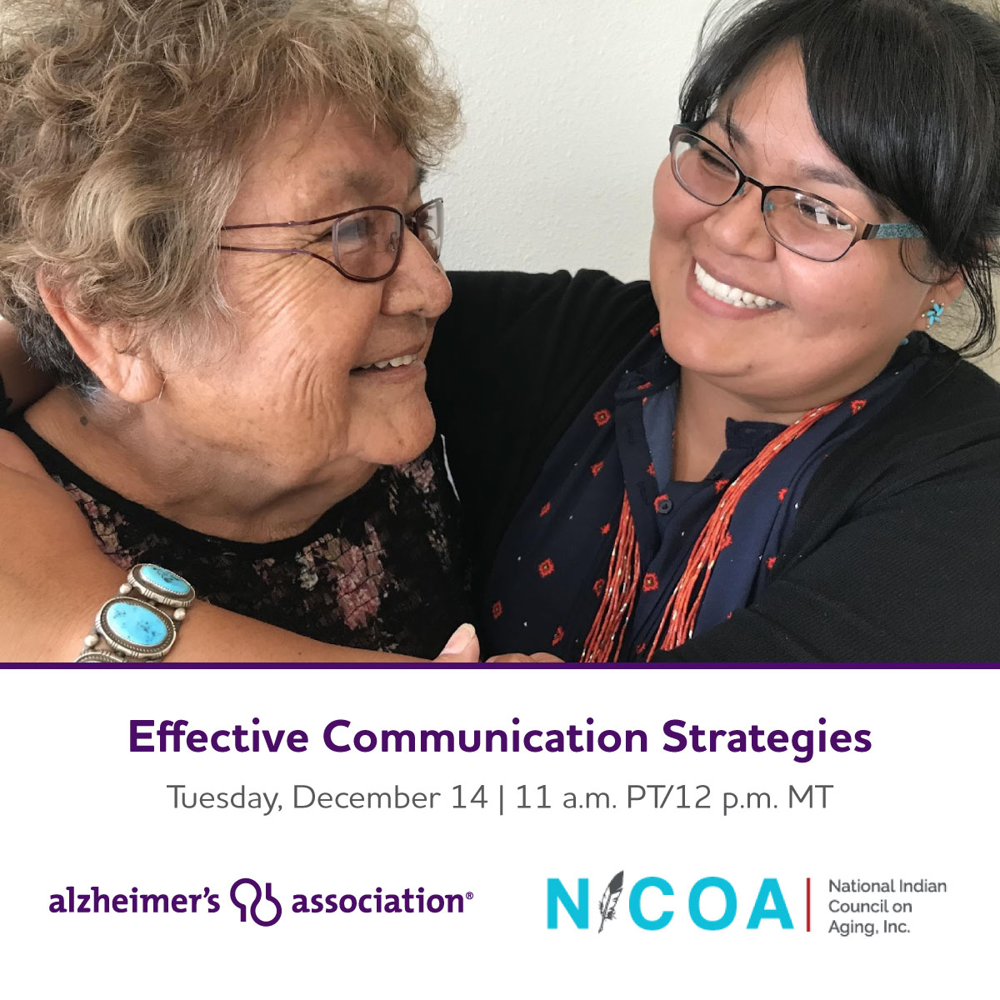 Effective Communication Strategies
Tuesday, December 14 | 11 a.m. PT/12 p.m. MT
alzheimer's association®
NICOA
National Indian
Council on
Aging, Inc.